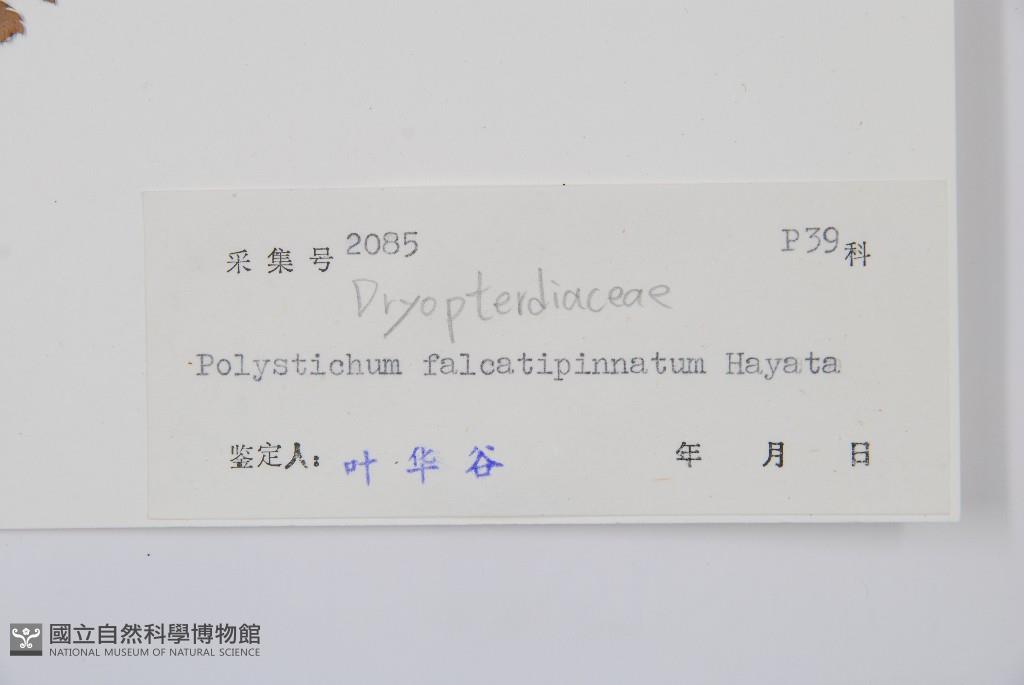 采集号 2085 P39 科
Dryopterdiaceae
Polystichum falcatipinnatum Hayata
鉴定人: 叶华谷 年 月 日
國立自然科學博物館
NATIONAL MUSEUM OF NATURAL SCIENCE